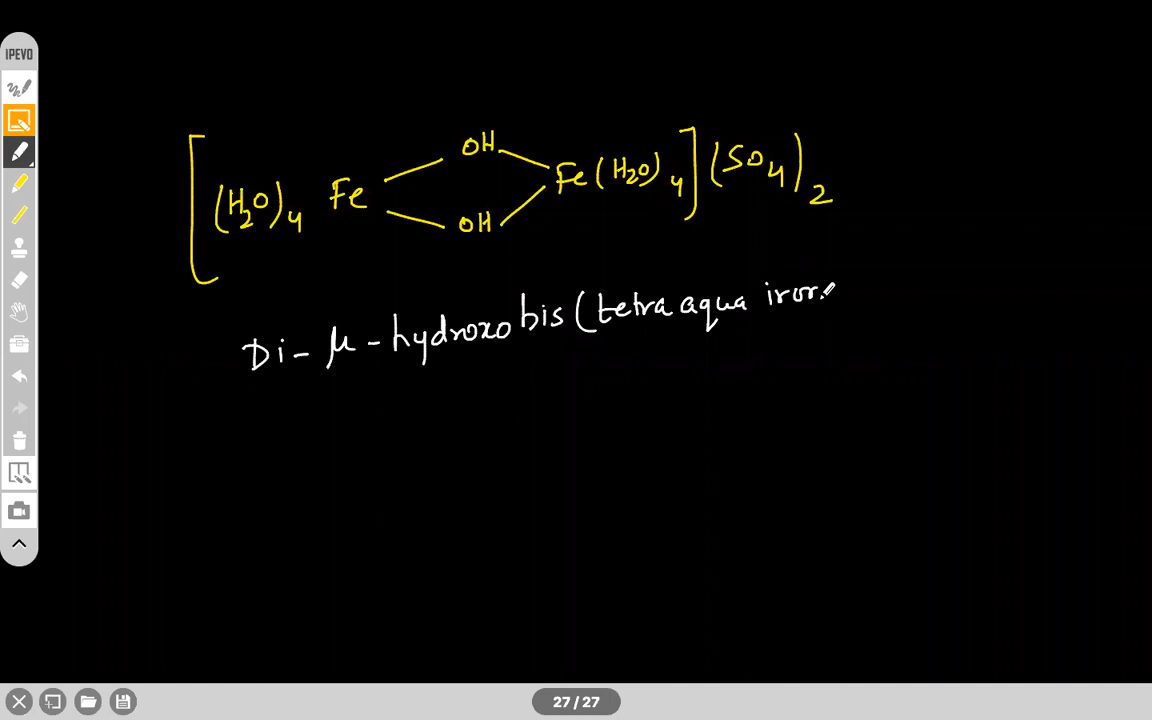 IPEVO
[(H2O)4 Fe OH OH Fe(H2O)4](SO4)2
Di-μ-hydroxo bis(tetra aqua iron
27 / 27